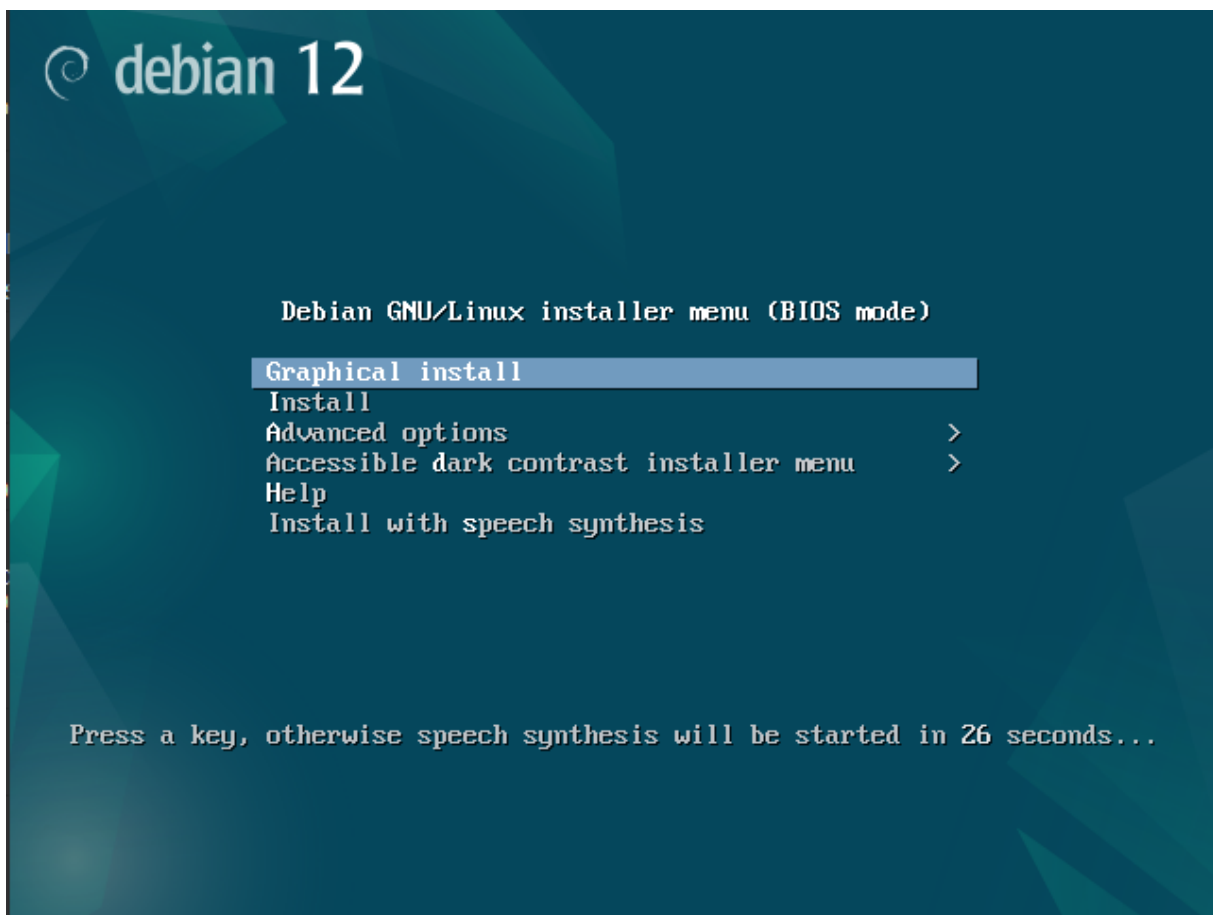 debian 12
Debian GNU/Linux installer menu (BIOS mode)
Graphical install
Install
Advanced options >
Accessible dark contrast installer menu >
Help
Install with speech synthesis
Press a key, otherwise speech synthesis will be started in 26 seconds...